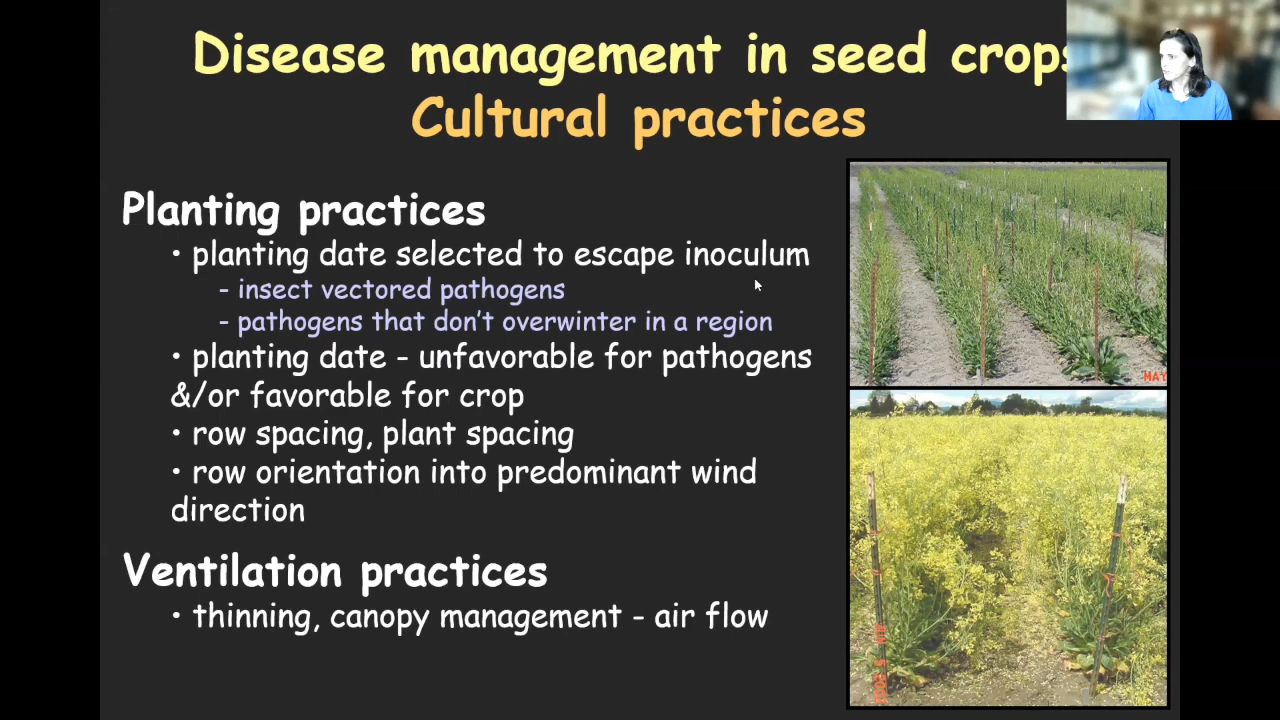 Disease management in seed crops
Cultural practices
Planting practices
• planting date selected to escape inoculum
- insect vectored pathogens
- pathogens that don't overwinter in a region
• planting date - unfavorable for pathogens
&/or favorable for crop
• row spacing, plant spacing
• row orientation into predominant wind
direction
MAY
Ventilation practices
• thinning, canopy management - air flow